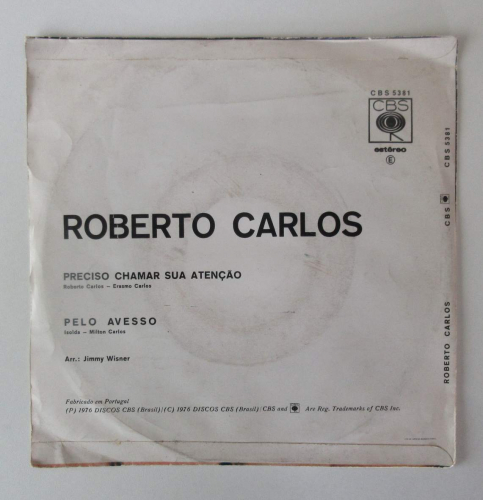 CBS 5381
CBS
estéreo
E
ROBERTO CARLOS
PRECISO CHAMAR SUA ATENÇÃO
Roberto Carlos – Erasmo Carlos
PELO AVESSO
Isolda – Milton Carlos
Arr.: Jimmy Wisner
Fabricado em Portugal
(P) 1976 DISCOS CBS (Brasil)/(C) 1976 DISCOS CBS (Brasil)/CBS and Are Reg. Trademarks of CBS Inc.
ROBERTO CARLOS CBS CBS 5381